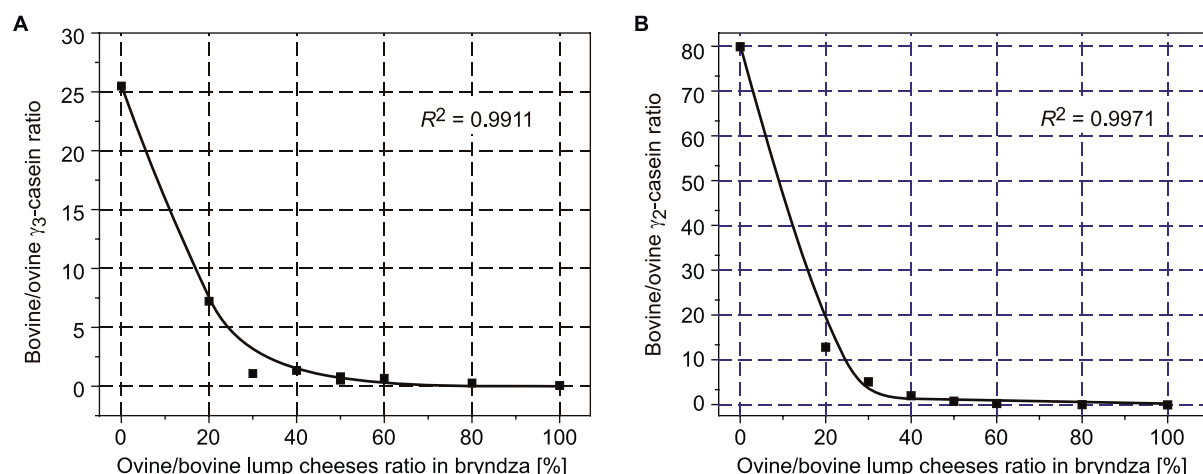 A
30
25
20
15
10
5
0
Bovine/ovine γ3-casein ratio
R² = 0.9911
0 20 40 60 80 100
Ovine/bovine lump cheeses ratio in bryndza [%]
B
80
70
60
50
40
30
20
10
0
Bovine/ovine γ2-casein ratio
R² = 0.9971
0 20 40 60 80 100
Ovine/bovine lump cheeses ratio in bryndza [%]